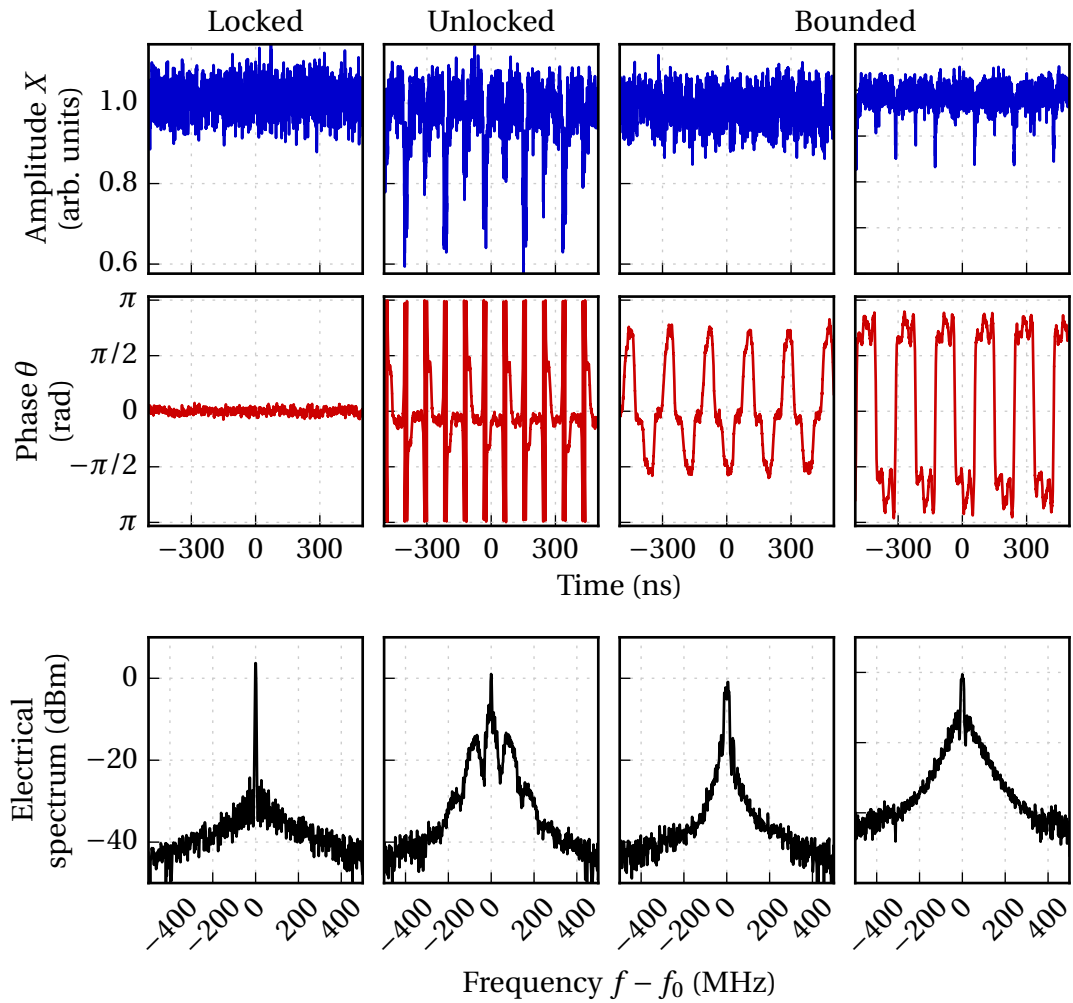 Locked Unlocked Bounded
Amplitude X
(arb. units)
1.0
0.8
0.6
Phase θ
(rad)
π
π/2
0
−π/2
π
−300 0 300 −300 0 300 −300 0 300 −300 0 300
Time (ns)
Electrical
spectrum (dBm)
0
−20
−40
−400 −200 0 200 400 −400 −200 0 200 400 −400 −200 0 200 400 −400 −200 0 200 400
Frequency f − f₀ (MHz)